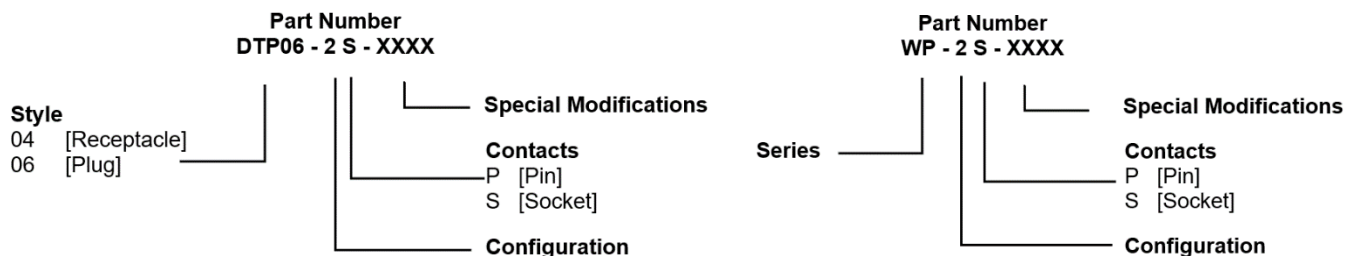 Part Number
DTP06 - 2 S - XXXX
Style
04 [Receptacle]
06 [Plug]
Special Modifications
Contacts
P [Pin]
S [Socket]
Configuration
Part Number
WP - 2 S - XXXX
Series
Special Modifications
Contacts
P [Pin]
S [Socket]
Configuration